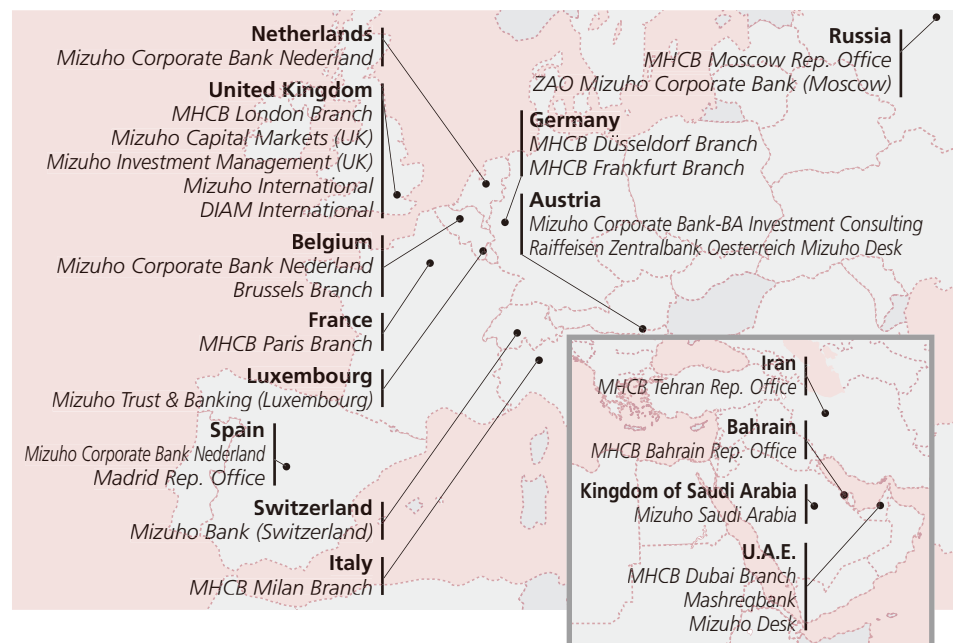 Netherlands
Mizuho Corporate Bank Nederland
United Kingdom
MHCB London Branch
Mizuho Capital Markets (UK)
Mizuho Investment Management (UK)
Mizuho International
DIAM International
Belgium
Mizuho Corporate Bank Nederland
Brussels Branch
France
MHCB Paris Branch
Luxembourg
Mizuho Trust & Banking (Luxembourg)
Spain
Mizuho Corporate Bank Nederland
Madrid Rep. Office
Switzerland
Mizuho Bank (Switzerland)
Italy
MHCB Milan Branch
Russia
MHCB Moscow Rep. Office
ZAO Mizuho Corporate Bank (Moscow)
Germany
MHCB Düsseldorf Branch
MHCB Frankfurt Branch
Austria
Mizuho Corporate Bank-BA Investment Consulting
Raiffeisen Zentralbank Oesterreich Mizuho Desk
Iran
MHCB Tehran Rep. Office
Bahrain
MHCB Bahrain Rep. Office
Kingdom of Saudi Arabia
Mizuho Saudi Arabia
U.A.E.
MHCB Dubai Branch
Mashreqbank
Mizuho Desk